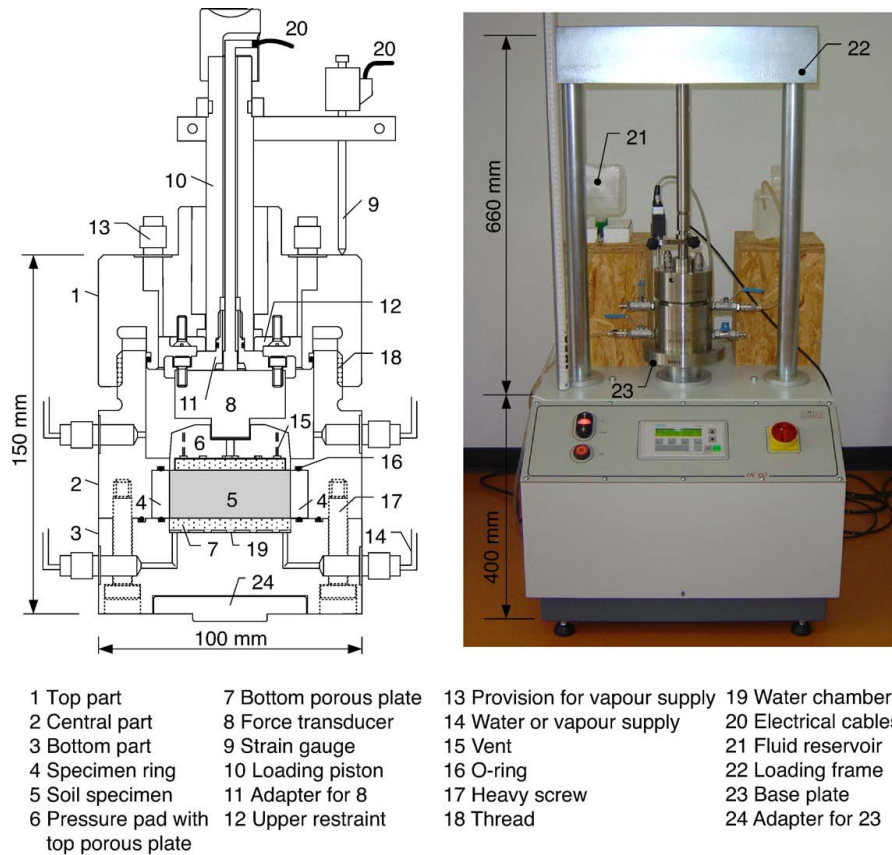 20
20
22
21
10
660 mm
9
13
1
12
18
23
11
8
15
150 mm
6
16
2
4
5
4
17
400 mm
3
7
19
14
24
100 mm
1 Top part
2 Central part
3 Bottom part
4 Specimen ring
5 Soil specimen
6 Pressure pad with
top porous plate
7 Bottom porous plate
8 Force transducer
9 Strain gauge
10 Loading piston
11 Adapter for 8
12 Upper restraint
13 Provision for vapour supply
14 Water or vapour supply
15 Vent
16 O-ring
17 Heavy screw
18 Thread
19 Water chamber
20 Electrical cables
21 Fluid reservoir
22 Loading frame
23 Base plate
24 Adapter for 23